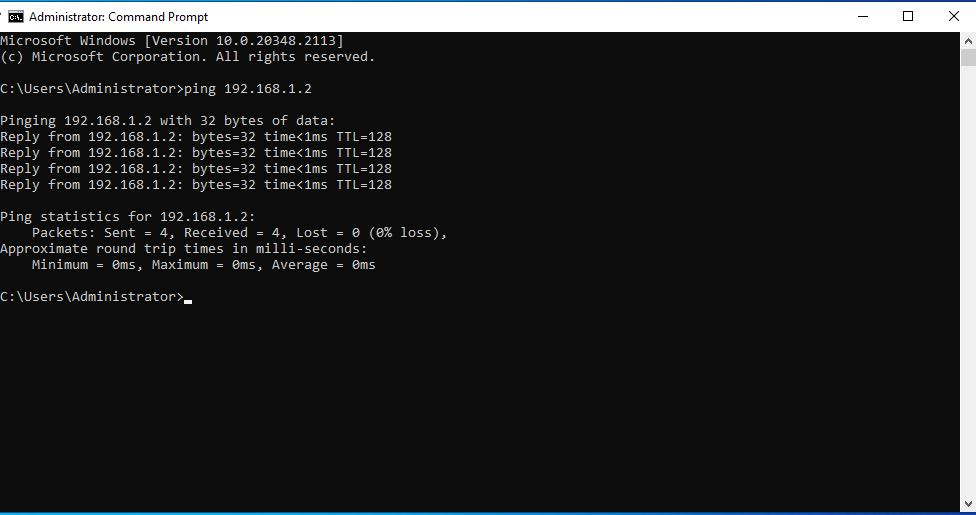 Administrator: Command Prompt
Microsoft Windows [Version 10.0.20348.2113]
(c) Microsoft Corporation. All rights reserved.
C:\Users\Administrator>ping 192.168.1.2
Pinging 192.168.1.2 with 32 bytes of data:
Reply from 192.168.1.2: bytes=32 time<1ms TTL=128
Reply from 192.168.1.2: bytes=32 time<1ms TTL=128
Reply from 192.168.1.2: bytes=32 time<1ms TTL=128
Reply from 192.168.1.2: bytes=32 time<1ms TTL=128
Ping statistics for 192.168.1.2:
    Packets: Sent = 4, Received = 4, Lost = 0 (0% loss),
Approximate round trip times in milli-seconds:
    Minimum = 0ms, Maximum = 0ms, Average = 0ms
C:\Users\Administrator>